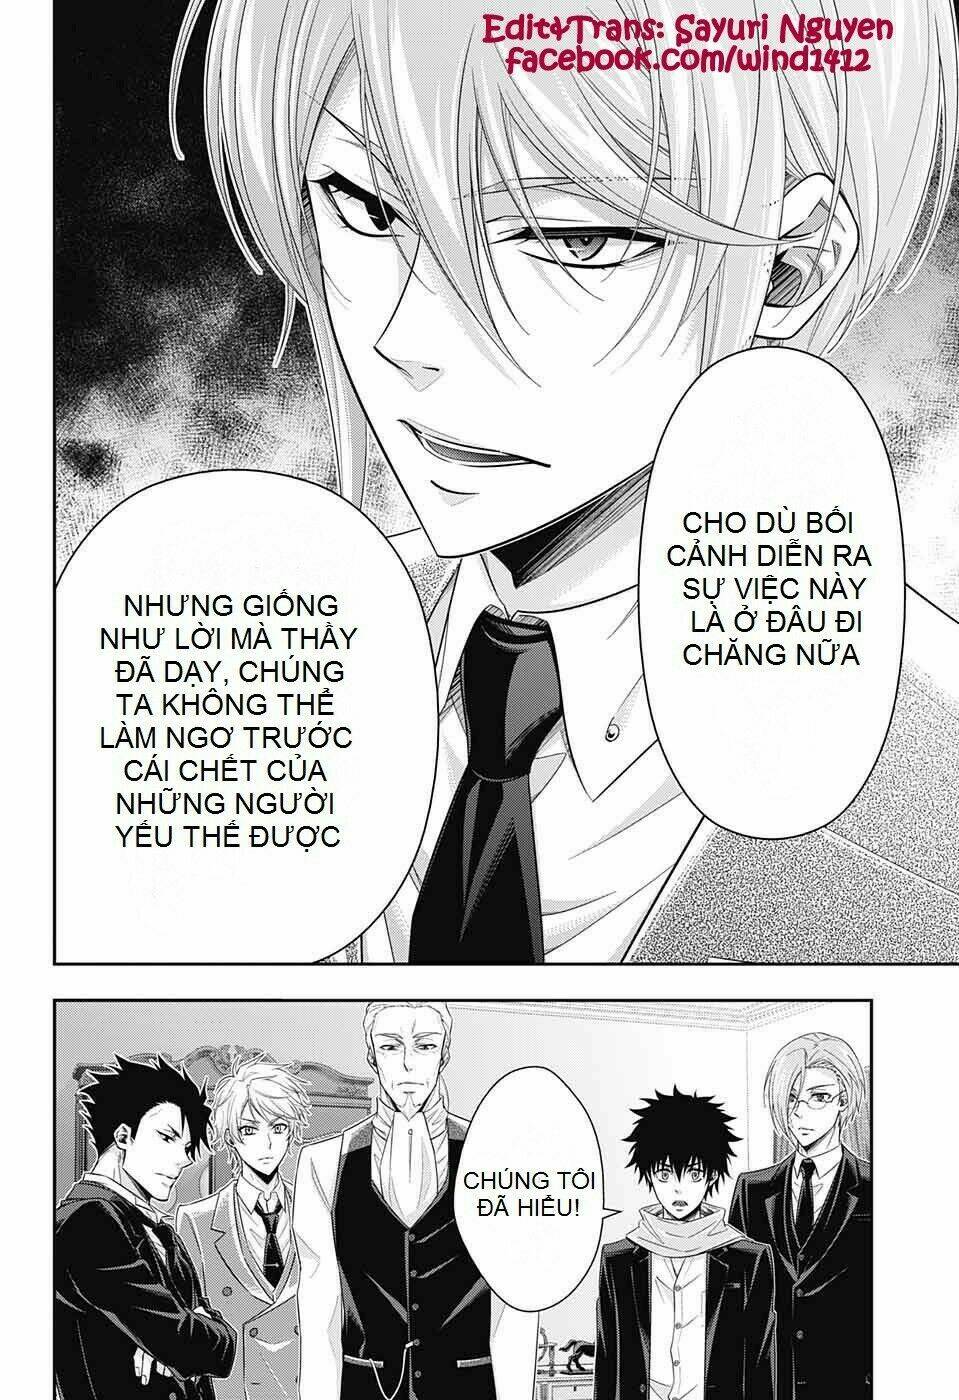 Edit&Trans: Sayuri Nguyen
facebook.com/wind1412
CHO DÙ BỐI
CẢNH DIỄN RA
SỰ VIỆC NÀY
LÀ Ở ĐÂU ĐI
CHĂNG NỮA
NHƯNG GIỐNG
NHƯ LỜI MÀ THẦY
ĐÃ DẠY, CHÚNG
TA KHÔNG THỂ
LÀM NGƠ TRƯỚC
CÁI CHẾT CỦA
NHỮNG NGƯỜI
YẾU THẾ ĐƯỢC
CHÚNG TÔI
ĐÃ HIỂU!